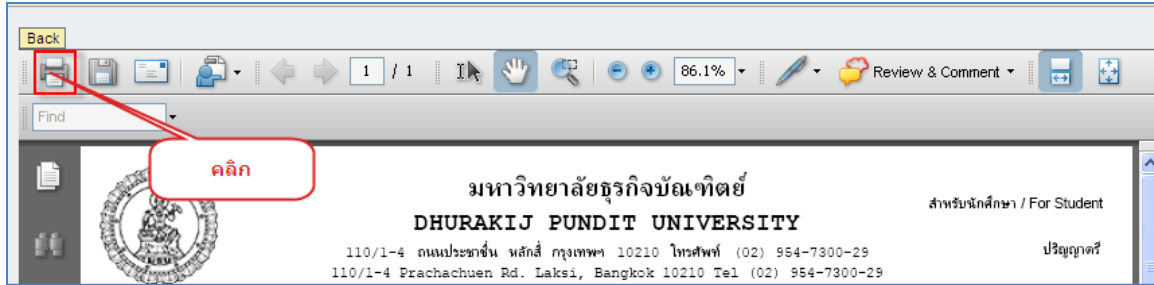 Back
1 / 1
86.1%
Review & Comment
Find
คลิก
มหาวิทยาลัยธุรกิจบัณฑิตย์
DHURAKIJ PUNDIT UNIVERSITY
สำหรับนักศึกษา / For Student
110/1-4 ถนนประชาชื่น หลักสี่ กรุงเทพฯ 10210 โทรศัพท์ (02) 954-7300-29
ปริญญาตรี
110/1-4 Prachachuen Rd. Laksi, Bangkok 10210 Tel (02) 954-7300-29